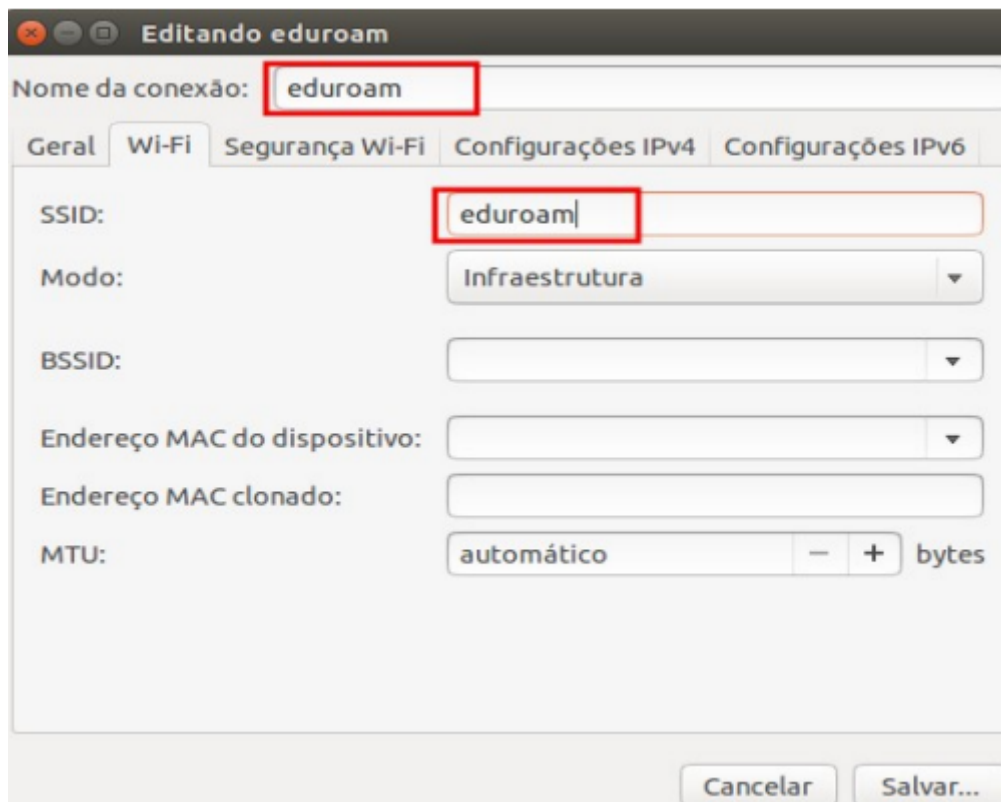 Editando eduroam
Nome da conexão: eduroam
Geral Wi-Fi Segurança Wi-Fi Configurações IPv4 Configurações IPv6
SSID: eduroam
Modo: Infraestrutura
BSSID:
Endereço MAC do dispositivo:
Endereço MAC clonado:
MTU: automático − + bytes
Cancelar Salvar...